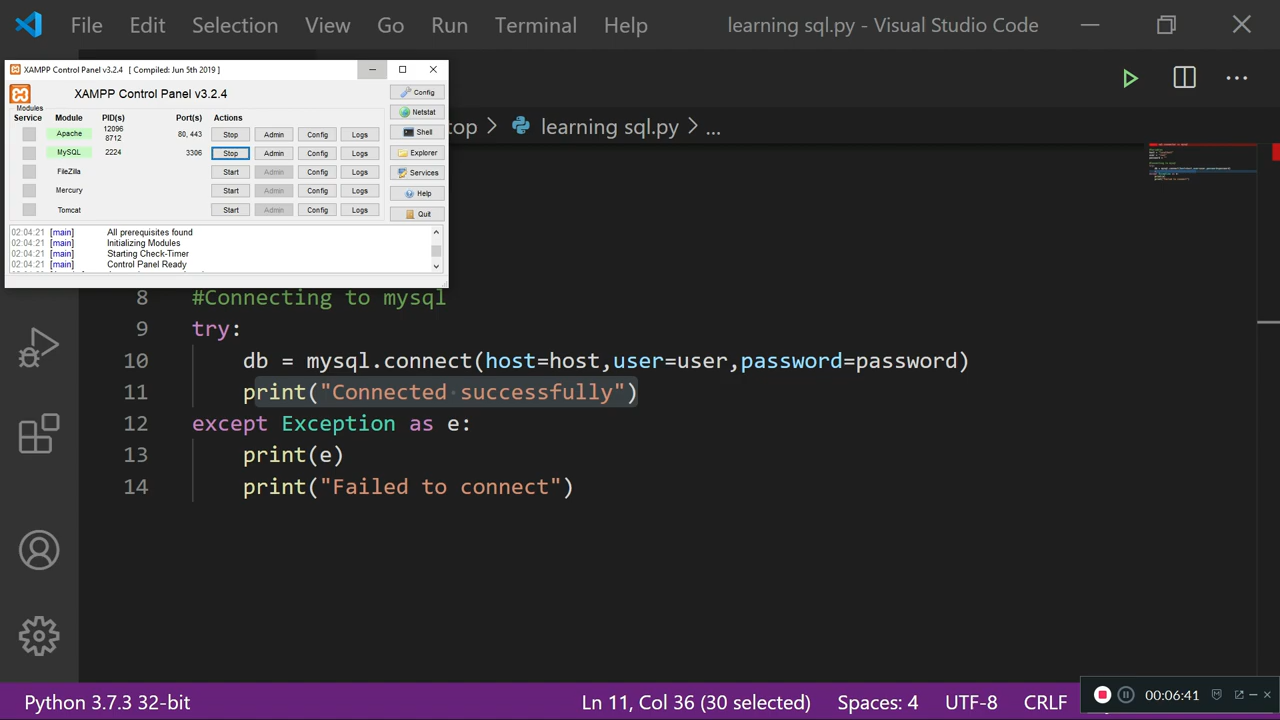 File Edit Selection View Go Run Terminal Help learning sql.py - Visual Studio Code
XAMPP Control Panel v3.2.4 [ Compiled: Jun 5th 2019 ]
XAMPP Control Panel v3.2.4
Config
Modules
Service Module PID(s) Port(s) Actions
Netstat
Apache 12096 8712 80, 443 Stop Admin Config Logs
Shell
MySQL 2224 3306 Stop Admin Config Logs
Explorer
FileZilla Start Admin Config Logs
Services
Mercury Start Admin Config Logs
Help
Tomcat Start Admin Config Logs
Quit
02:04:21 [main] All prerequisites found
02:04:21 [main] Initializing Modules
02:04:21 [main] Starting Check-Timer
02:04:21 [main] Control Panel Ready
top > learning sql.py > ...
8 #Connecting to mysql
9 try:
10 db = mysql.connect(host=host,user=user,password=password)
11 print("Connected successfully")
12 except Exception as e:
13 print(e)
14 print("Failed to connect")
Python 3.7.3 32-bit Ln 11, Col 36 (30 selected) Spaces: 4 UTF-8 CRLF
00:06:41